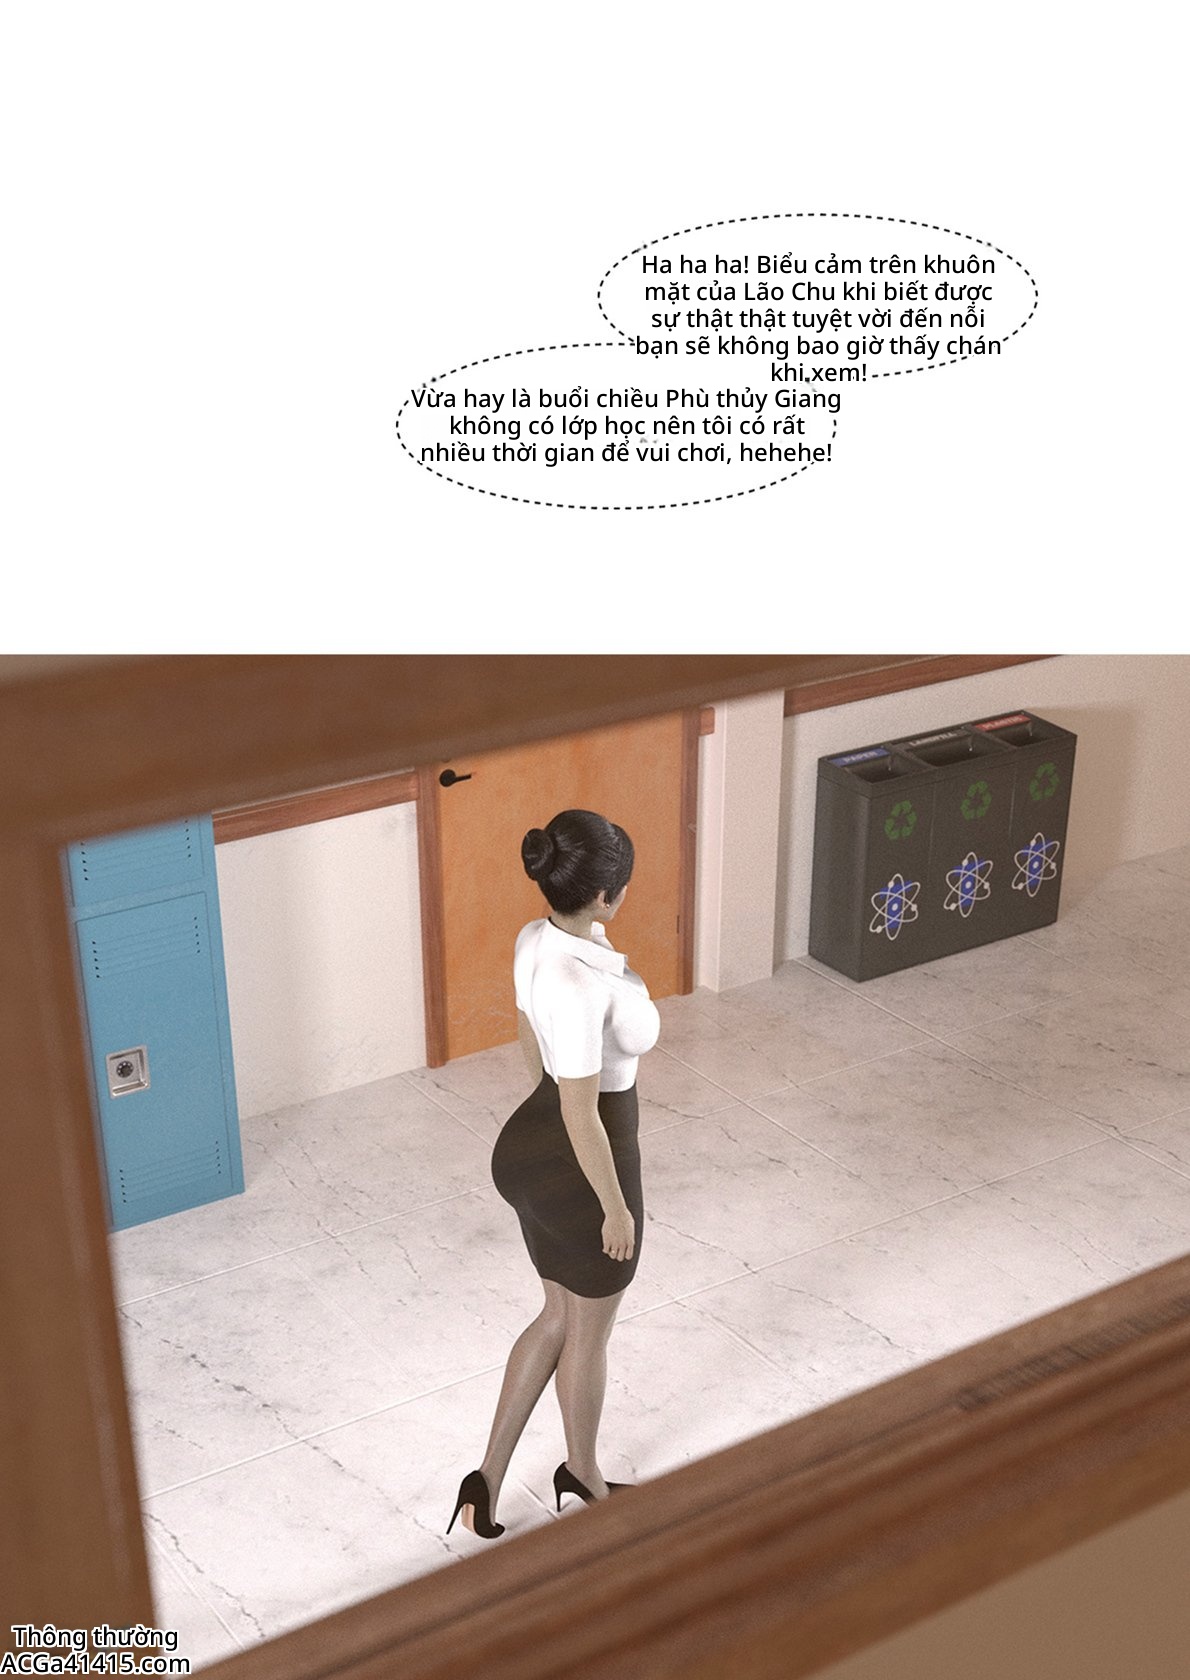 Ha ha ha! Biểu cảm trên khuôn
mặt của Lão Chu khi biết được
sự thật thật tuyệt vời đến nỗi
bạn sẽ không bao giờ thấy chán
khi xem!
Vừa hay là buổi chiều Phù thủy Giang
không có lớp học nên tôi có rất
nhiều thời gian để vui chơi, hehehe!
PAPER
LANDFILL
PLASTIC
Thông thường
ACGa41415.com